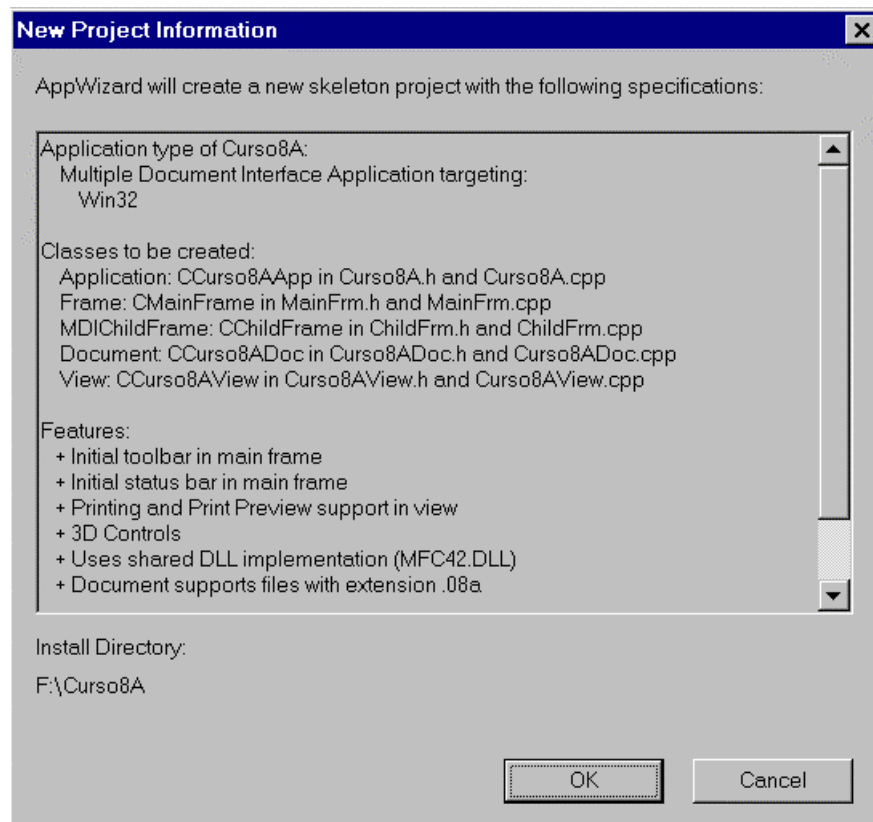 New Project Information
AppWizard will create a new skeleton project with the following specifications:
Application type of Curso8A:
Multiple Document Interface Application targeting:
Win32
Classes to be created:
Application: CCurso8AApp in Curso8A.h and Curso8A.cpp
Frame: CMainFrame in MainFrm.h and MainFrm.cpp
MDIChildFrame: CChildFrame in ChildFrm.h and ChildFrm.cpp
Document: CCurso8ADoc in Curso8ADoc.h and Curso8ADoc.cpp
View: CCurso8AView in Curso8AView.h and Curso8AView.cpp
Features:
+ Initial toolbar in main frame
+ Initial status bar in main frame
+ Printing and Print Preview support in view
+ 3D Controls
+ Uses shared DLL implementation (MFC42.DLL)
+ Document supports files with extension .08a
Install Directory:
F:\Curso8A
OK Cancel